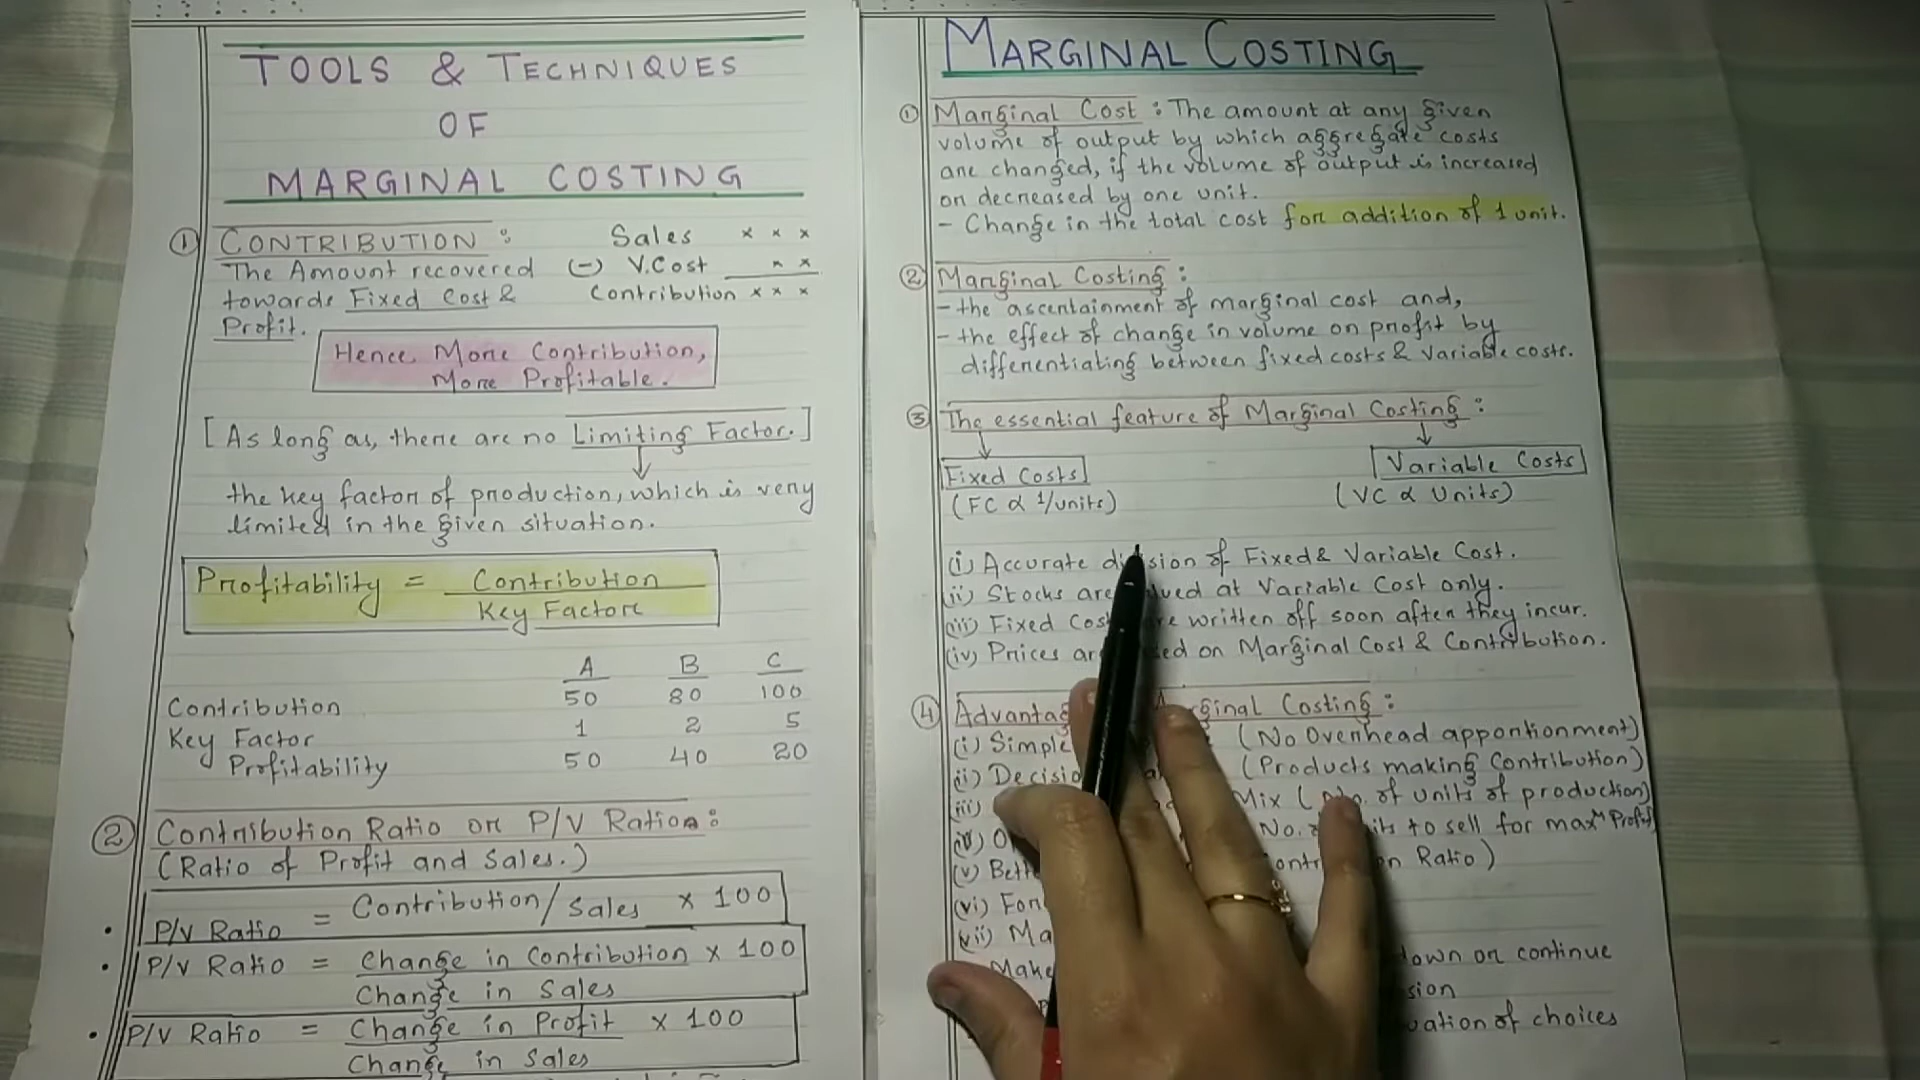 TOOLS & TECHNIQUES
OF
MARGINAL COSTING
① CONTRIBUTION :
The Amount recovered
towards Fixed Cost &
Profit.
Sales x x x
(-) V.Cost x x
Contribution x x x
Hence More Contribution,
More Profitable.
[As long as, there are no Limiting Factor.]
the key factor of production, which is very
limited in the given situation.
Profitability = Contribution
Key Factor
A B C
Contribution 50 80 100
Key Factor 1 2 5
Profitability 50 40 20
② Contribution Ratio or P/V Ratio :
(Ratio of Profit and Sales.)
• P/V Ratio = Contribution/Sales x 100
• P/V Ratio = Change in Contribution x 100
Change in Sales
• P/V Ratio = Change in Profit x 100
Change in Sales
MARGINAL COSTING
① Marginal Cost : The amount at any given
volume of output by which aggregate costs
are changed, if the volume of output is increased
or decreased by one unit.
- Change in the total cost for addition of 1 unit.
② Marginal Costing :
- the ascertainment of marginal cost and,
- the effect of change in volume on profit by
differentiating between fixed costs & variable costs.
③ The essential feature of Marginal Costing :
Fixed Costs Variable Costs
(FC ∝ 1/units) (VC ∝ Units)
(i) Accurate division of Fixed & Variable Cost.
(ii) Stocks are at Variable Cost only.
(iii) Fixed written off soon after they incur.
(iv) Prices on Marginal Cost & Contribution.
④ Costing :
(i) Simple (No Overhead apportionment)
(ii) (Products making Contribution)
(iii) Mix (No. of units of production)
(iv) No. to sell for maxᵐ Profit
(v) Ratio)
(vi)
(vii)
or continue
Make
of choices